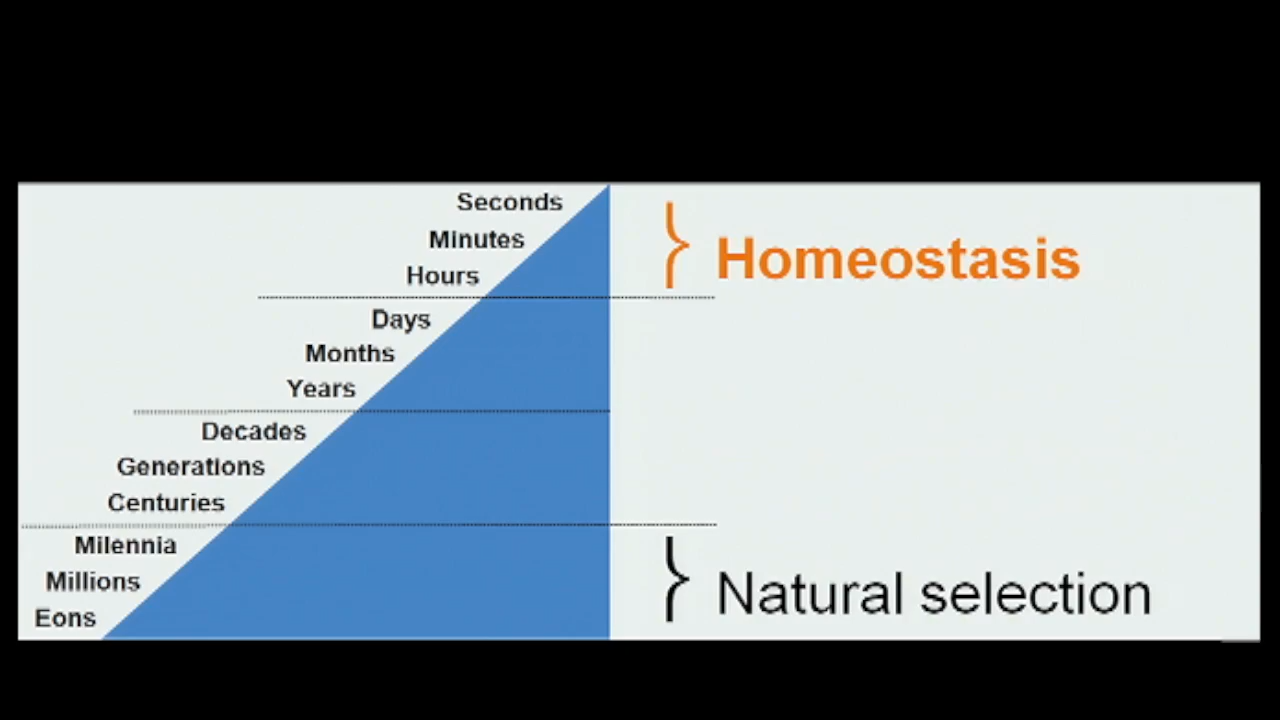 Seconds
Minutes
Hours
Homeostasis
Days
Months
Years
Decades
Generations
Centuries
Milennia
Millions
Eons
Natural selection